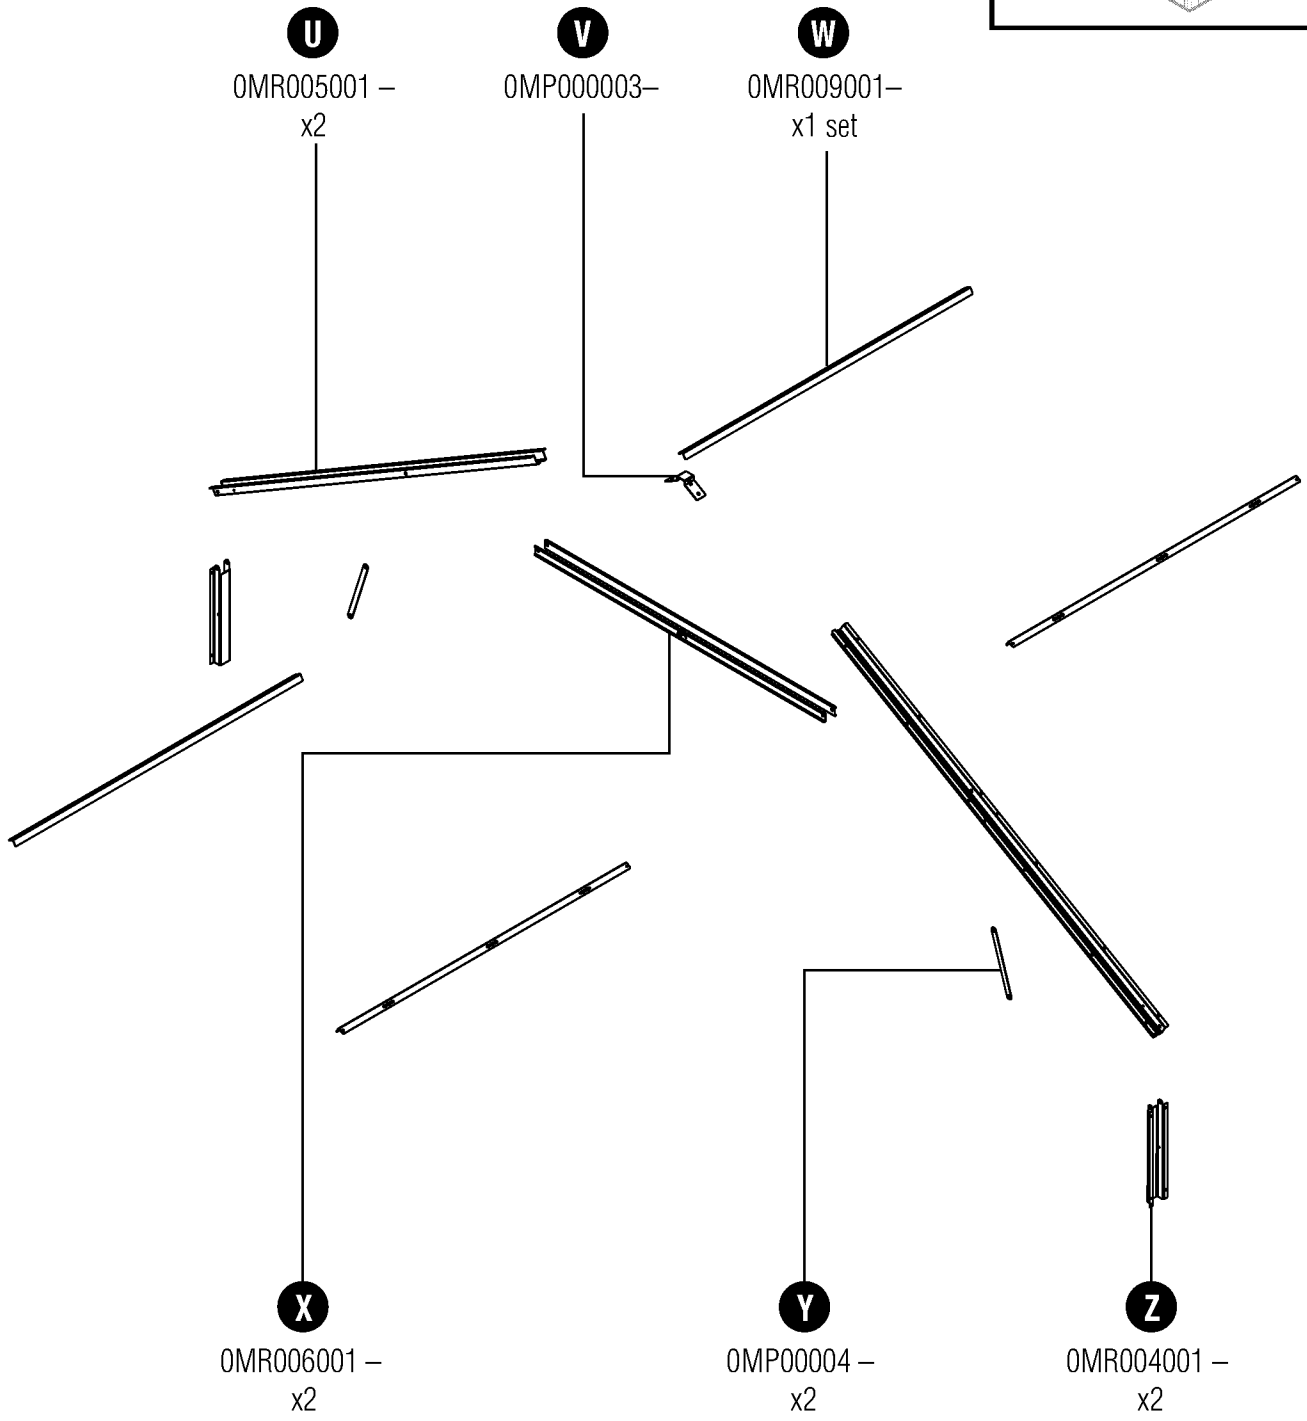 U
0MR005001 –
x2
V
0MP000003–
W
0MR009001–
x1 set
X
0MR006001 –
x2
Y
0MP00004 –
x2
Z
0MR004001 –
x2